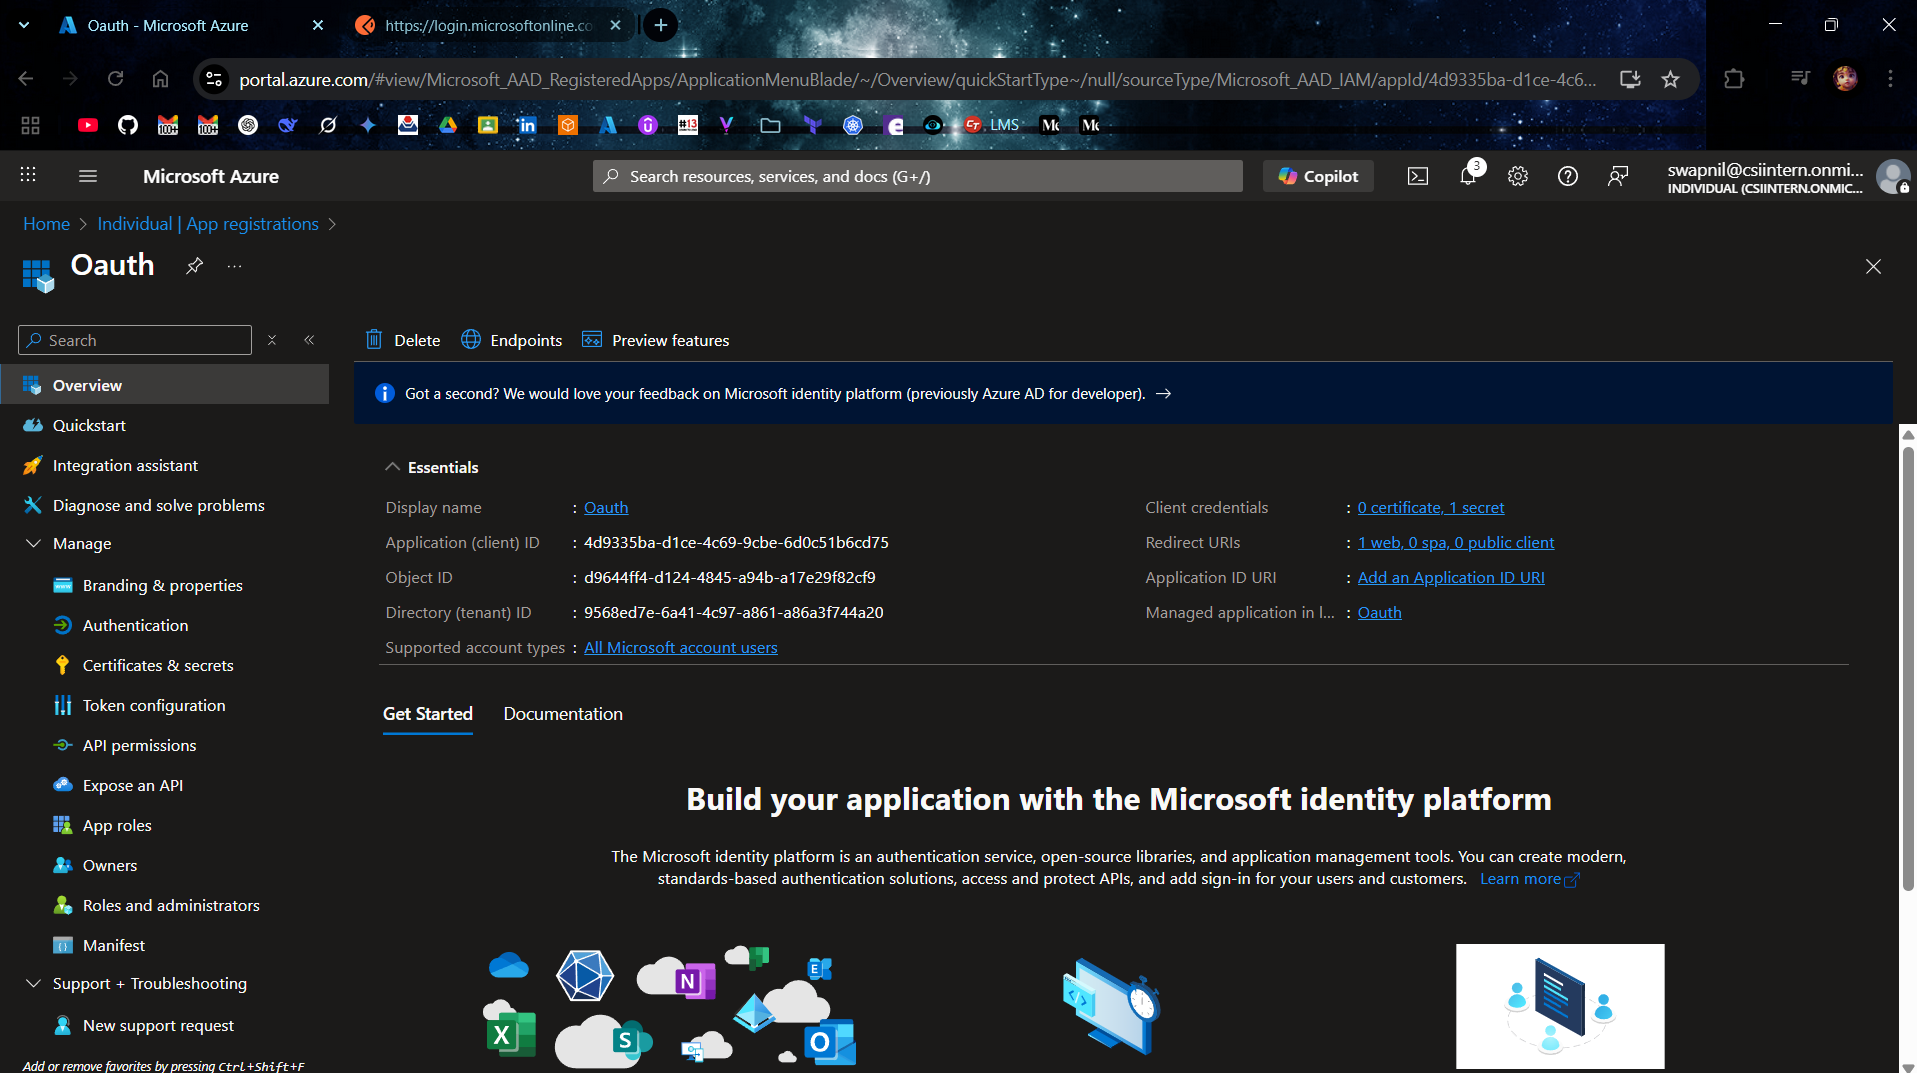 Oauth - Microsoft Azure
https://login.microsoftonline.co
portal.azure.com/#view/Microsoft_AAD_RegisteredApps/ApplicationMenuBlade/~/Overview/quickStartType~/null/sourceType/Microsoft_AAD_IAM/appId/4d9335ba-d1ce-4c6...
100+
100+
#13
LMS
Microsoft Azure
Search resources, services, and docs (G+/)
Copilot
3
swapnil@csiintern.onmi...
INDIVIDUAL (CSIINTERN.ONMIC...
Home > Individual | App registrations >
Oauth
...
Search
Overview
Quickstart
Integration assistant
Diagnose and solve problems
Manage
Branding & properties
Authentication
Certificates & secrets
Token configuration
API permissions
Expose an API
App roles
Owners
Roles and administrators
Manifest
Support + Troubleshooting
New support request
Add or remove favorites by pressing Ctrl+Shift+F
Delete
Endpoints
Preview features
Got a second? We would love your feedback on Microsoft identity platform (previously Azure AD for developer). →
Essentials
Display name : Oauth
Application (client) ID : 4d9335ba-d1ce-4c69-9cbe-6d0c51b6cd75
Object ID : d9644ff4-d124-4845-a94b-a17e29f82cf9
Directory (tenant) ID : 9568ed7e-6a41-4c97-a861-a86a3f744a20
Supported account types : All Microsoft account users
Client credentials : 0 certificate, 1 secret
Redirect URIs : 1 web, 0 spa, 0 public client
Application ID URI : Add an Application ID URI
Managed application in l... : Oauth
Get Started
Documentation
Build your application with the Microsoft identity platform
The Microsoft identity platform is an authentication service, open-source libraries, and application management tools. You can create modern,
standards-based authentication solutions, access and protect APIs, and add sign-in for your users and customers. Learn more
N
E
X
S
O